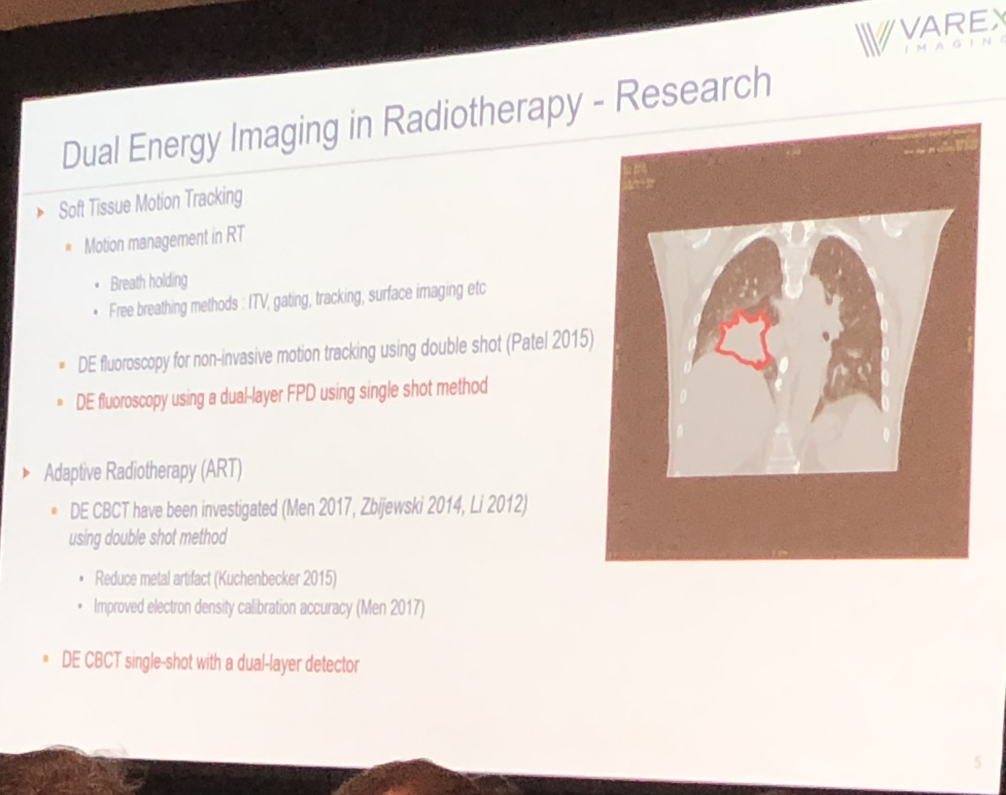 VAREX
IMAGING
Dual Energy Imaging in Radiotherapy - Research
Soft Tissue Motion Tracking
Motion management in RT
Breath holding
Free breathing methods : ITV, gating, tracking, surface imaging etc
DE fluoroscopy for non-invasive motion tracking using double shot (Patel 2015)
DE fluoroscopy using a dual-layer FPD using single shot method
Adaptive Radiotherapy (ART)
DE CBCT have been investigated (Men 2017, Zbijewski 2014, Li 2012)
using double shot method
Reduce metal artifact (Kuchenbecker 2015)
Improved electron density calibration accuracy (Men 2017)
DE CBCT single-shot with a dual-layer detector
5